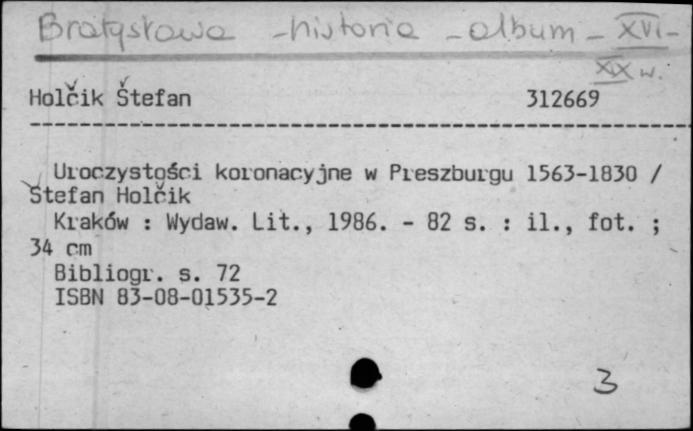 Bratysława - historia - album - XVI-
XIX w.
Holčik Štefan 312669
Uroczystości koronacyjne w Preszburgu 1563-1830 /
Štefan Holčik
Kraków : Wydaw. Lit., 1986. - 82 s. : il., fot. ;
34 cm
Bibliogr. s. 72
ISBN 83-08-01535-2
3